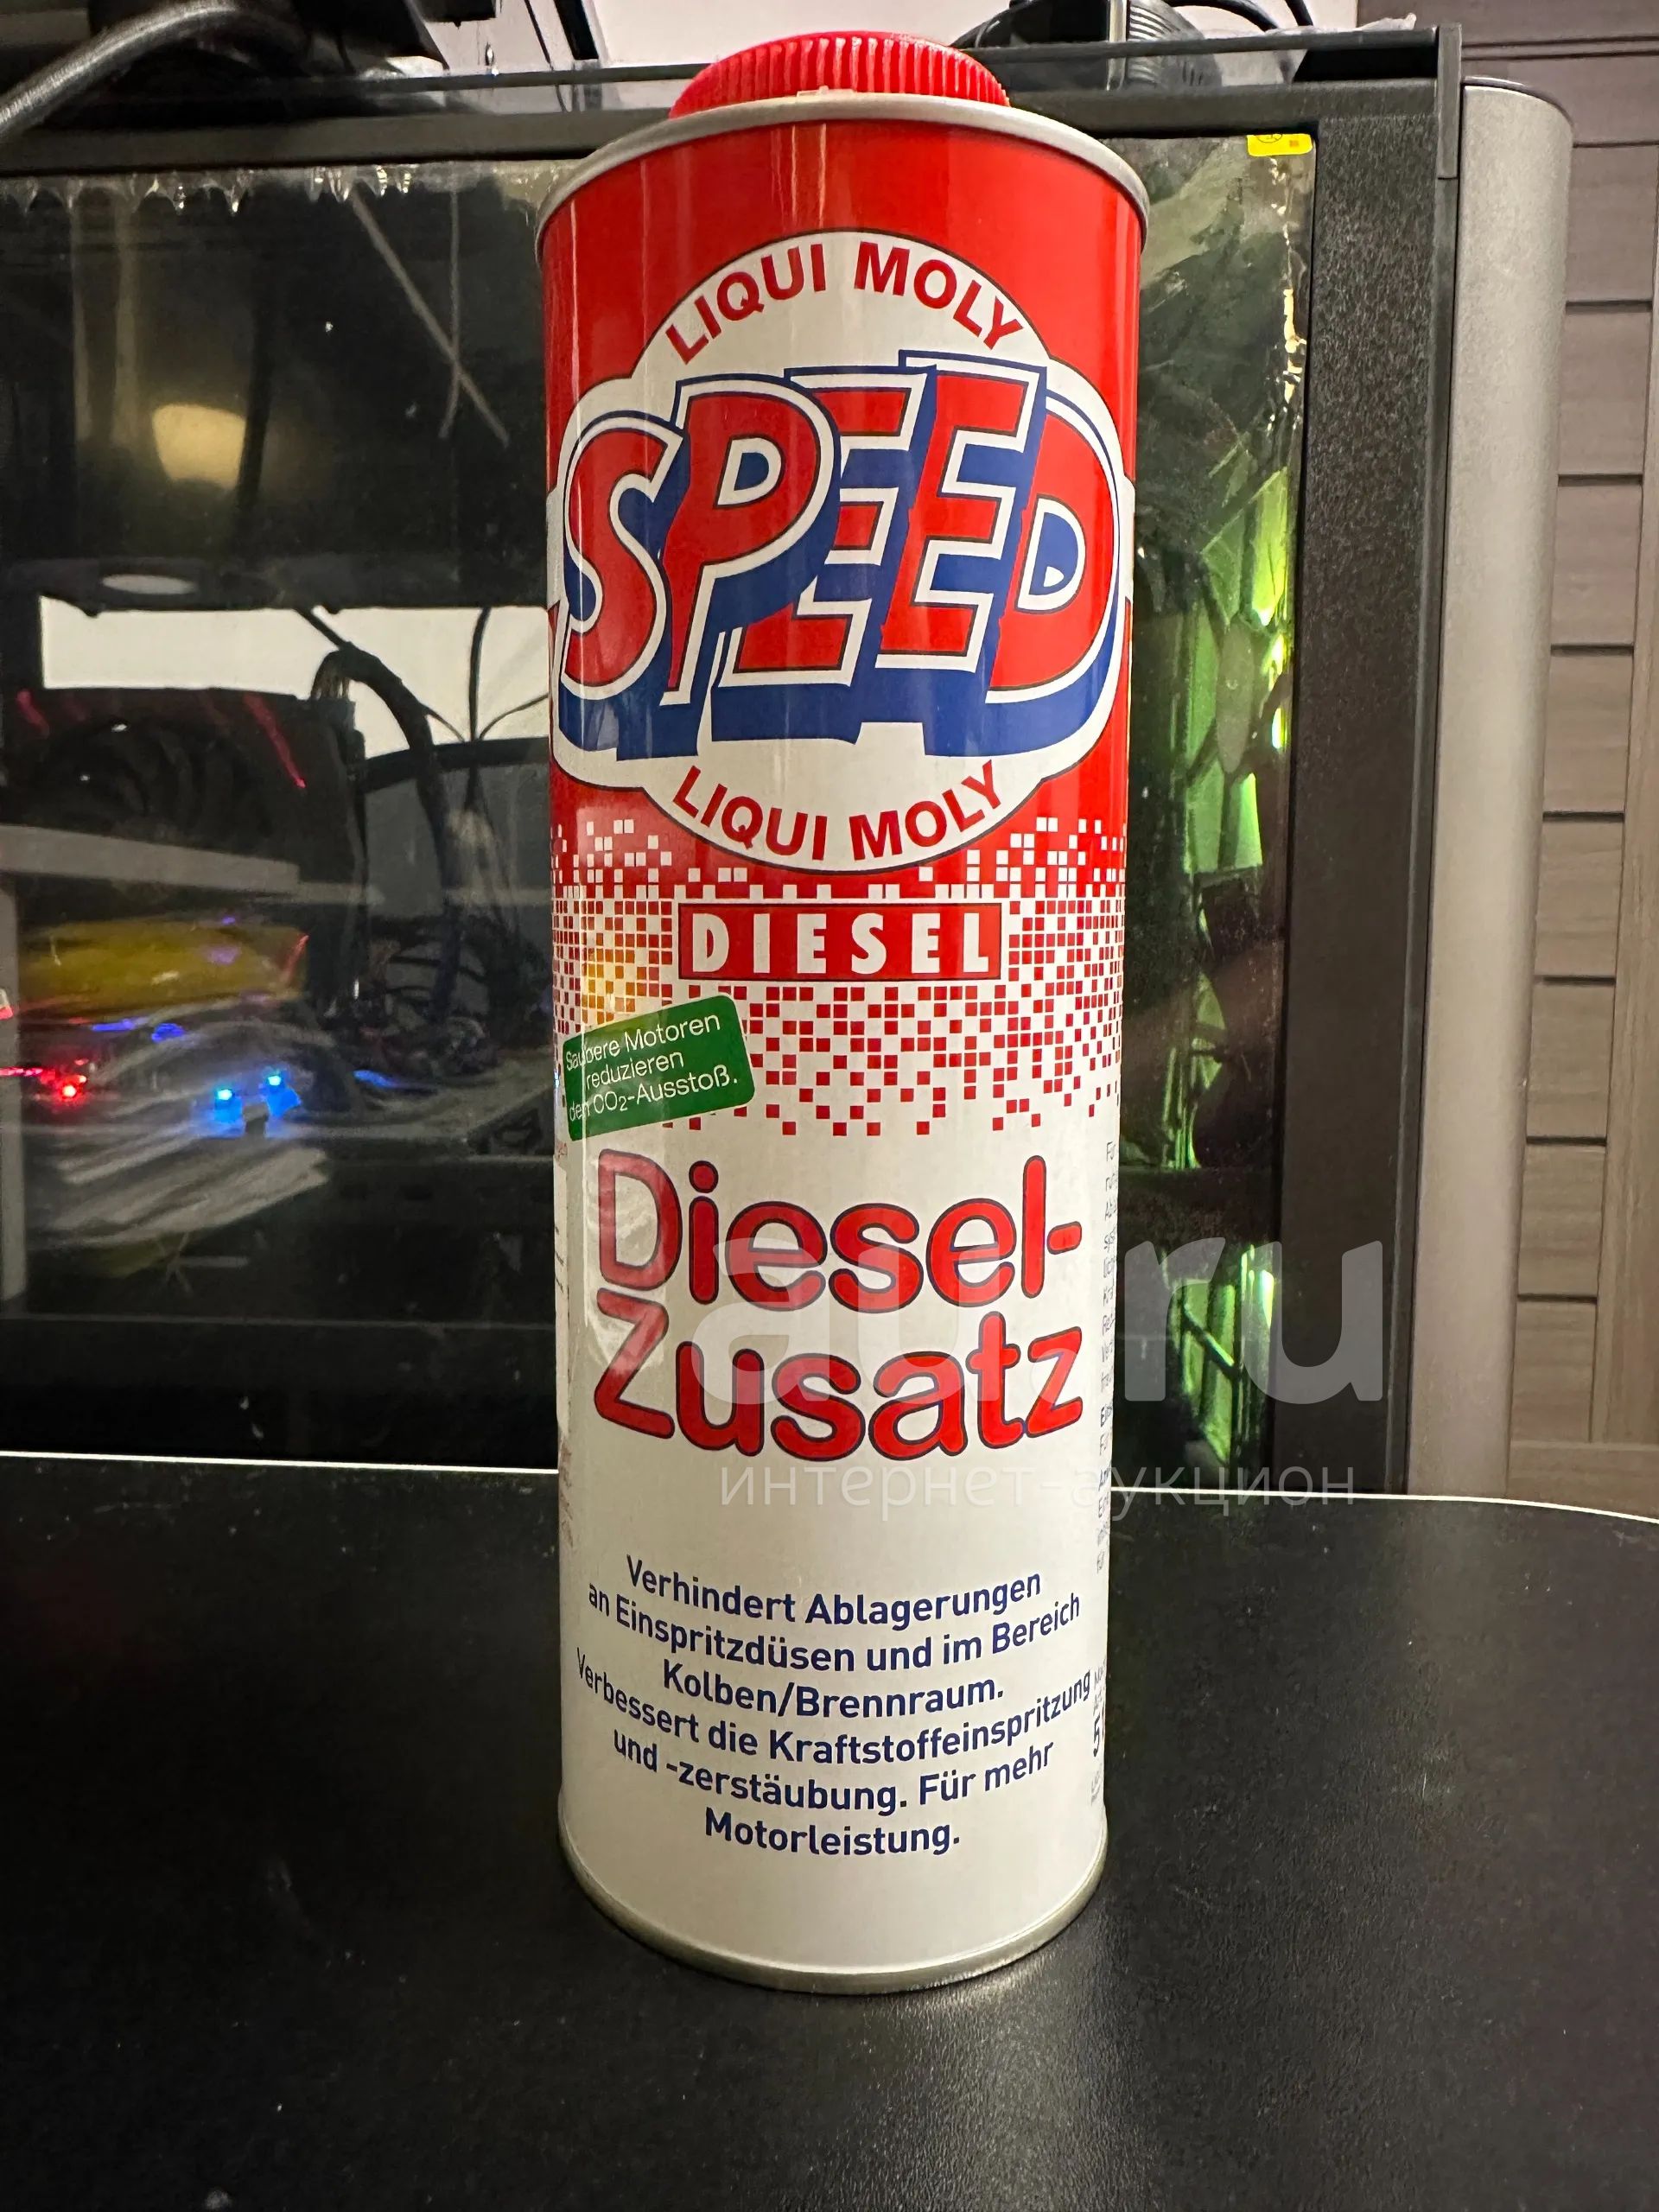 LIQUI MOLY
SPEED
LIQUI MOLY
DIESEL
Saubere Motoren
reduzieren
den CO₂-Ausstoß.
Diesel-
Zusatz
au.ru
интернет-аукцион
Verhindert Ablagerungen
an Einspritzdüsen und im Bereich
Kolben/Brennraum.
Verbessert die Kraftstoffeinspritzung
und -zerstäubung. Für mehr
Motorleistung.